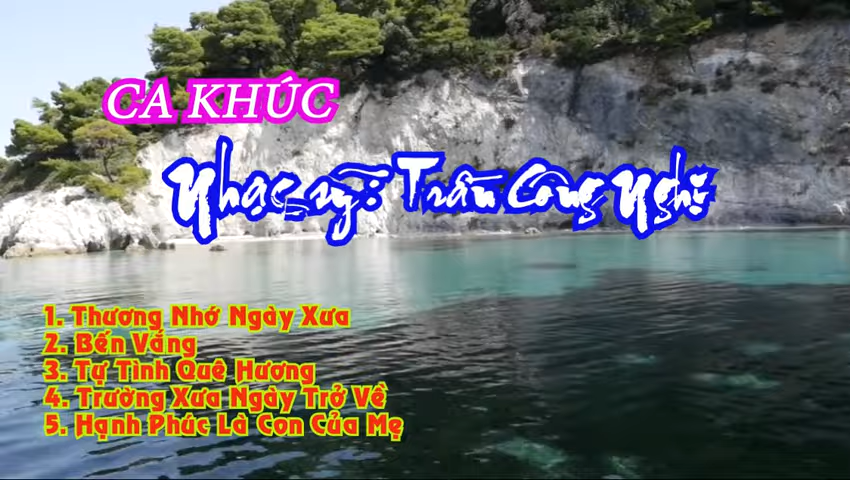 CA KHÚC
Nhạc sỹ: Trần Công Nghị
1. Thương Nhớ Ngày Xưa
2. Bến Vắng
3. Tự Tình Quê Hương
4. Trường Xưa Ngày Trở Về
5. Hạnh Phúc Là Con Của Mẹ